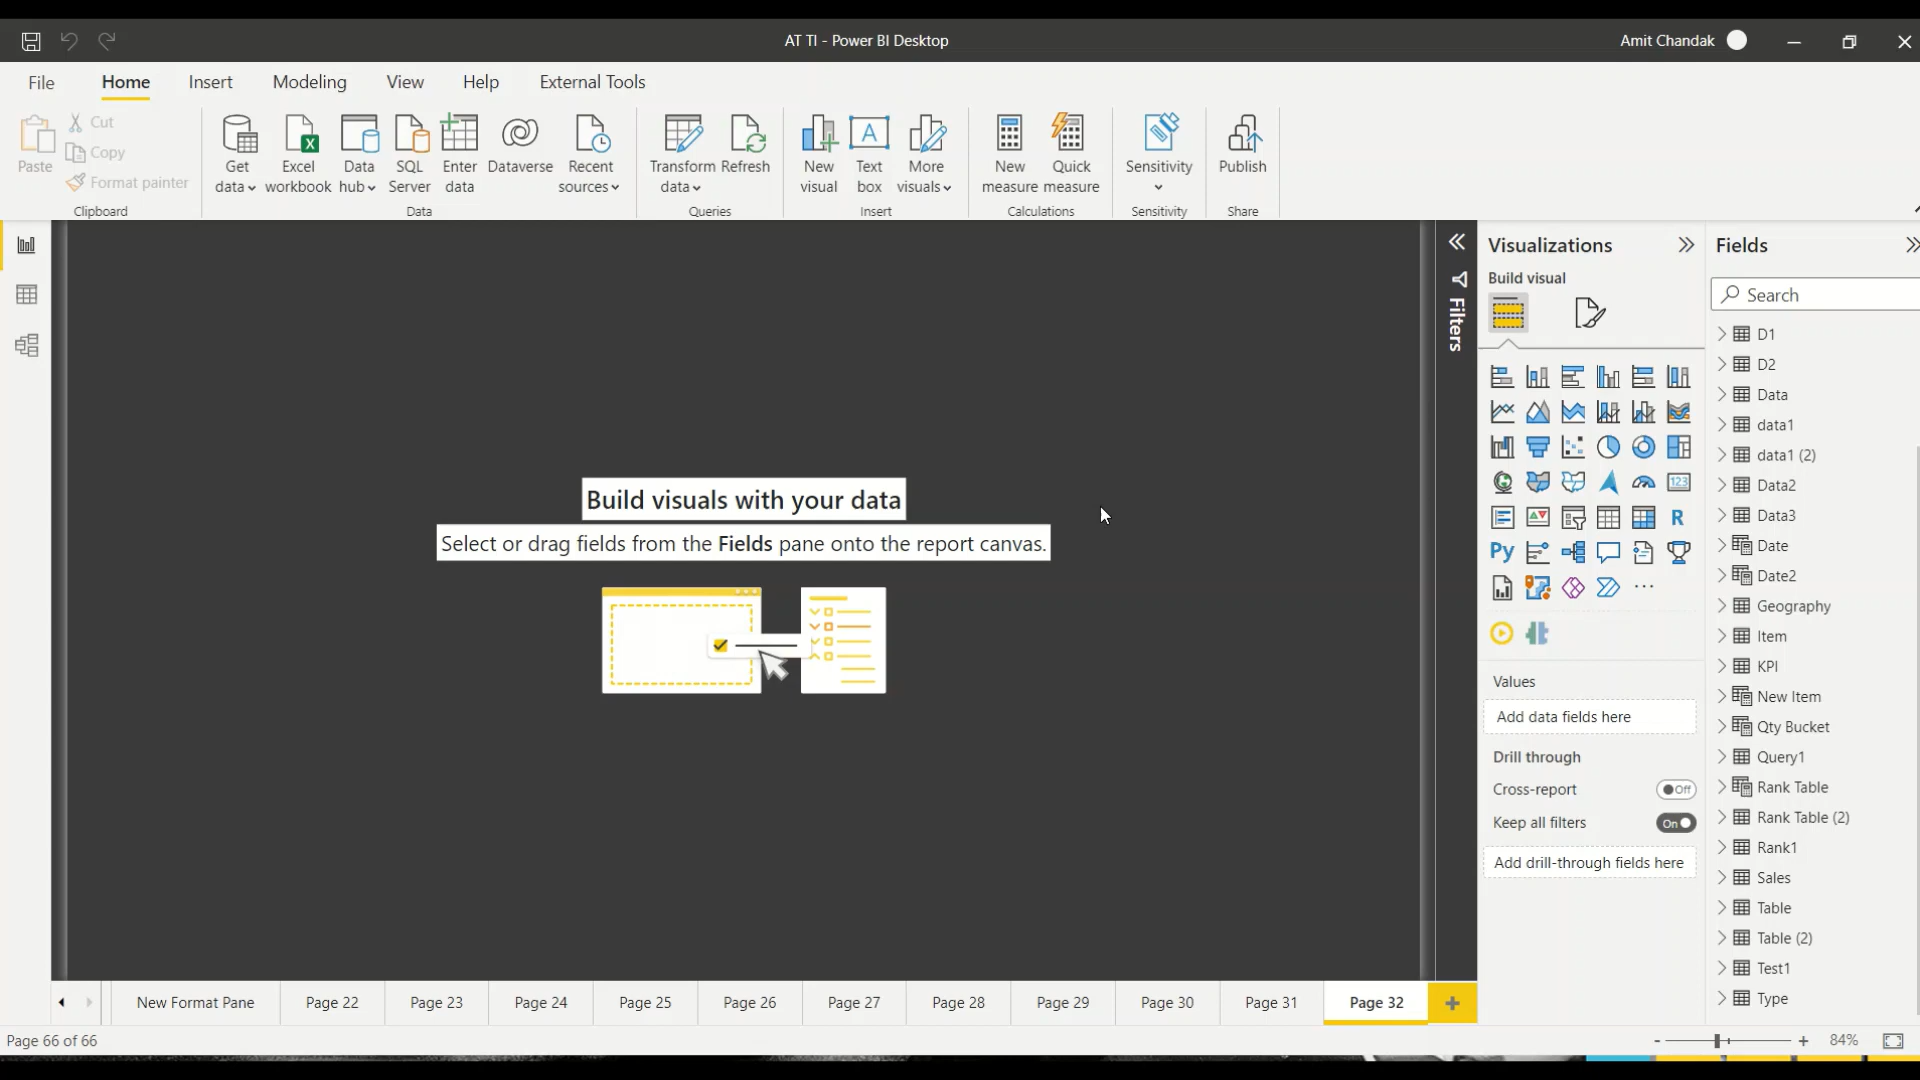 AT TI - Power BI Desktop
Amit Chandak
File Home Insert Modeling View Help External Tools
Paste
Cut
Copy
Format painter
Clipboard
Get data
Excel workbook
Data hub
SQL Server
Enter data
Dataverse
Recent sources
Data
Transform data
Refresh
Queries
New visual
Text box
More visuals
Insert
New measure
Quick measure
Calculations
Sensitivity
Sensitivity
Publish
Share
Build visuals with your data
Select or drag fields from the Fields pane onto the report canvas.
Filters
Visualizations
Build visual
123
R
Py
Values
Add data fields here
Drill through
Cross-report
Off
Keep all filters
On
Add drill-through fields here
Fields
Search
D1
D2
Data
data1
data1 (2)
Data2
Data3
Date
Date2
Geography
Item
KPI
New Item
Qty Bucket
Query1
Rank Table
Rank Table (2)
Rank1
Sales
Table
Table (2)
Test1
Type
New Format Pane
Page 22
Page 23
Page 24
Page 25
Page 26
Page 27
Page 28
Page 29
Page 30
Page 31
Page 32
Page 66 of 66
84%